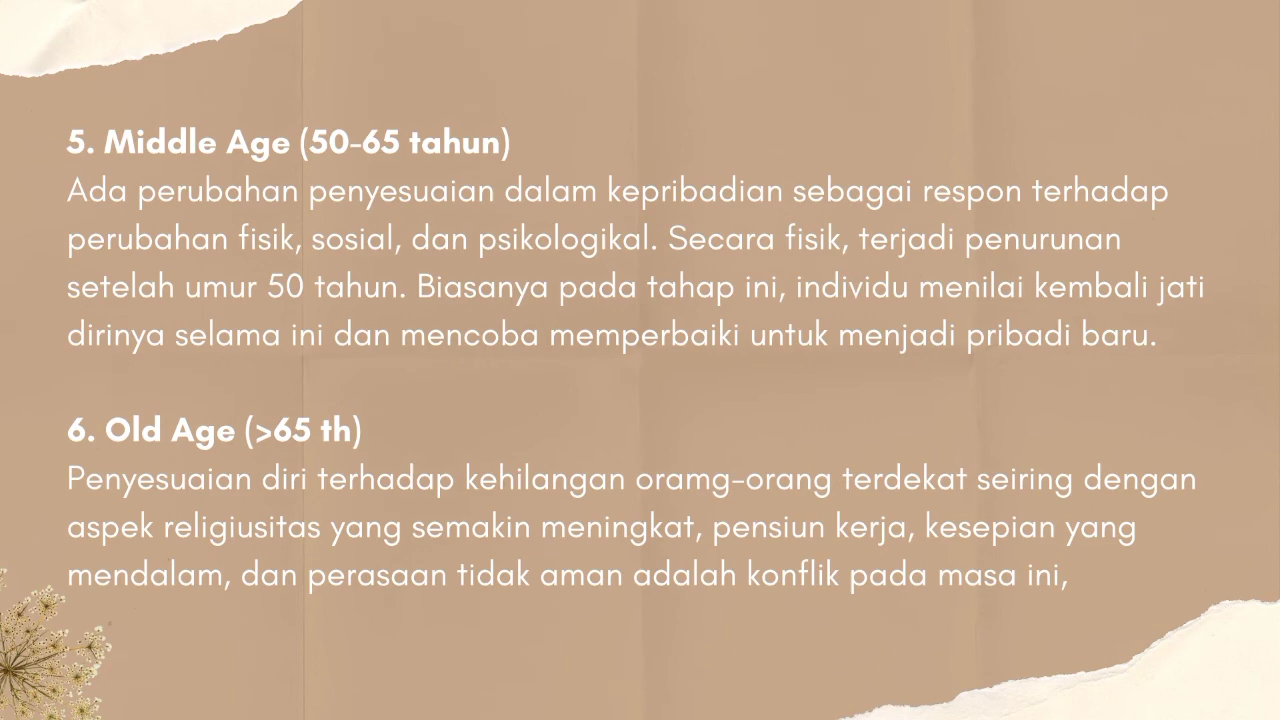 5. Middle Age (50-65 tahun)
Ada perubahan penyesuaian dalam kepribadian sebagai respon terhadap
perubahan fisik, sosial, dan psikologikal. Secara fisik, terjadi penurunan
setelah umur 50 tahun. Biasanya pada tahap ini, individu menilai kembali jati
dirinya selama ini dan mencoba memperbaiki untuk menjadi pribadi baru.
6. Old Age (>65 th)
Penyesuaian diri terhadap kehilangan oramg-orang terdekat seiring dengan
aspek religiusitas yang semakin meningkat, pensiun kerja, kesepian yang
mendalam, dan perasaan tidak aman adalah konflik pada masa ini,